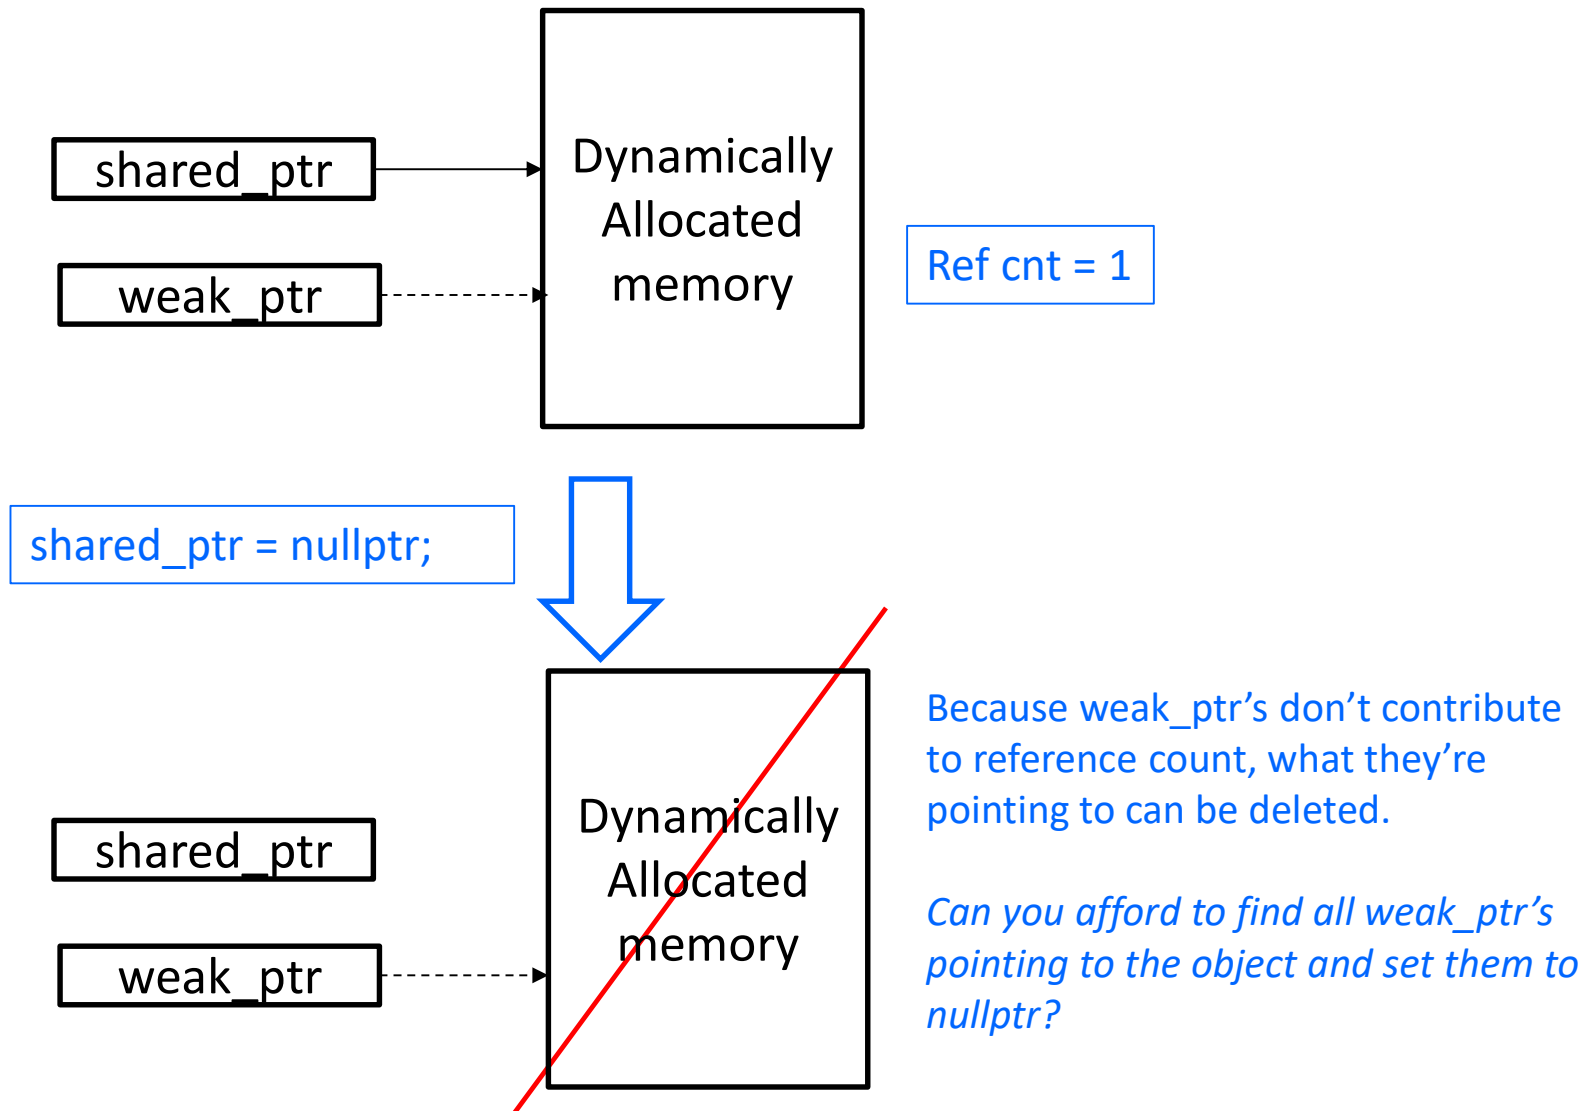 shared_ptr
weak_ptr
Dynamically
Allocated
memory
Ref cnt = 1
shared_ptr = nullptr;
shared_ptr
weak_ptr
Dynamically
Allocated
memory
Because weak_ptr’s don’t contribute
to reference count, what they’re
pointing to can be deleted.
Can you afford to find all weak_ptr’s
pointing to the object and set them to
nullptr?